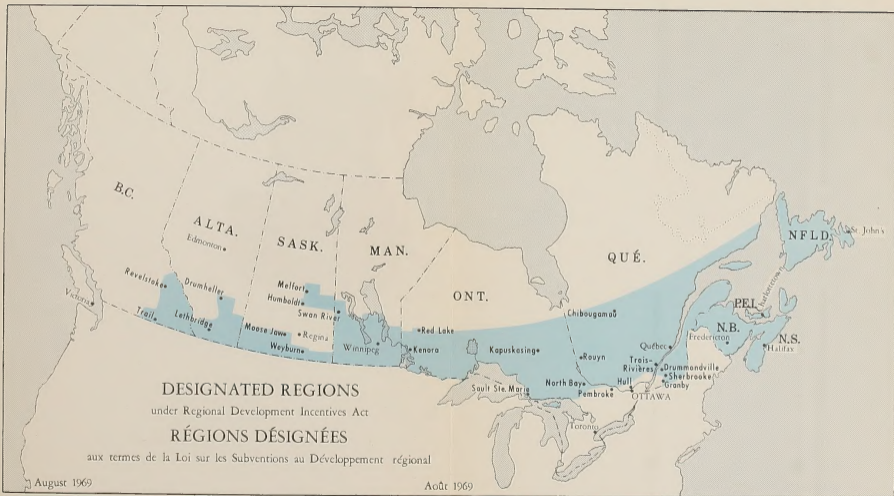 B.C.
ALTA.
Edmonton
SASK.
MAN.
ONT.
QUÉ.
NFLD.
St. John's
P.E.I.
Charlottetown
N.B.
Fredericton
N.S.
Halifax
Revelstoke
Drumheller
Victoria
Trail
Lethbridge
Melfort
Humboldt
Swan River
Moose Jaw
Regina
Weyburn
Winnipeg
Red Lake
Kenora
Kapuskasing
Chibougamau
Rouyn
Québec
Trois-
Rivières
Drummondville
Sherbrooke
Granby
Hull
North Bay
Pembroke
OTTAWA
Sault Ste. Marie
Toronto
DESIGNATED REGIONS
under Regional Development Incentives Act
RÉGIONS DÉSIGNÉES
aux termes de la Loi sur les Subventions au Développement régional
August 1969
Août 1969